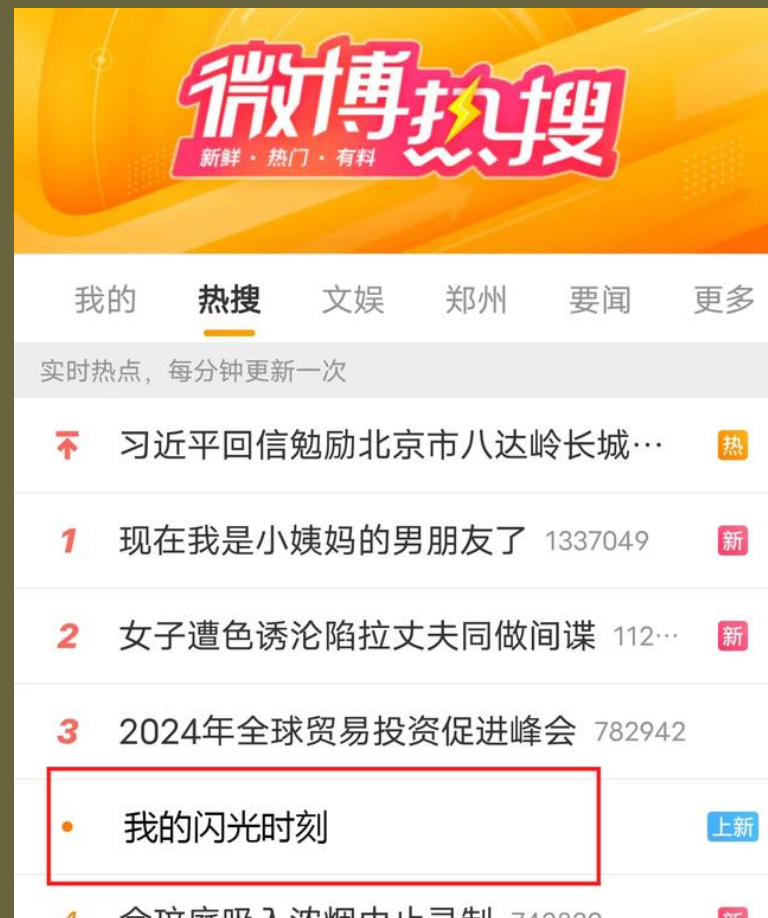 微博热搜
新鲜·热门·有料
我的 热搜 文娱 郑州 要闻 更多
实时热点，每分钟更新一次
习近平回信勉励北京市八达岭长城… 热
1 现在我是小姨妈的男朋友了 1337049 新
2 女子遭色诱沦陷拉丈夫同做间谍 112… 新
3 2024年全球贸易投资促进峰会 782942
• 我的闪光时刻 上新